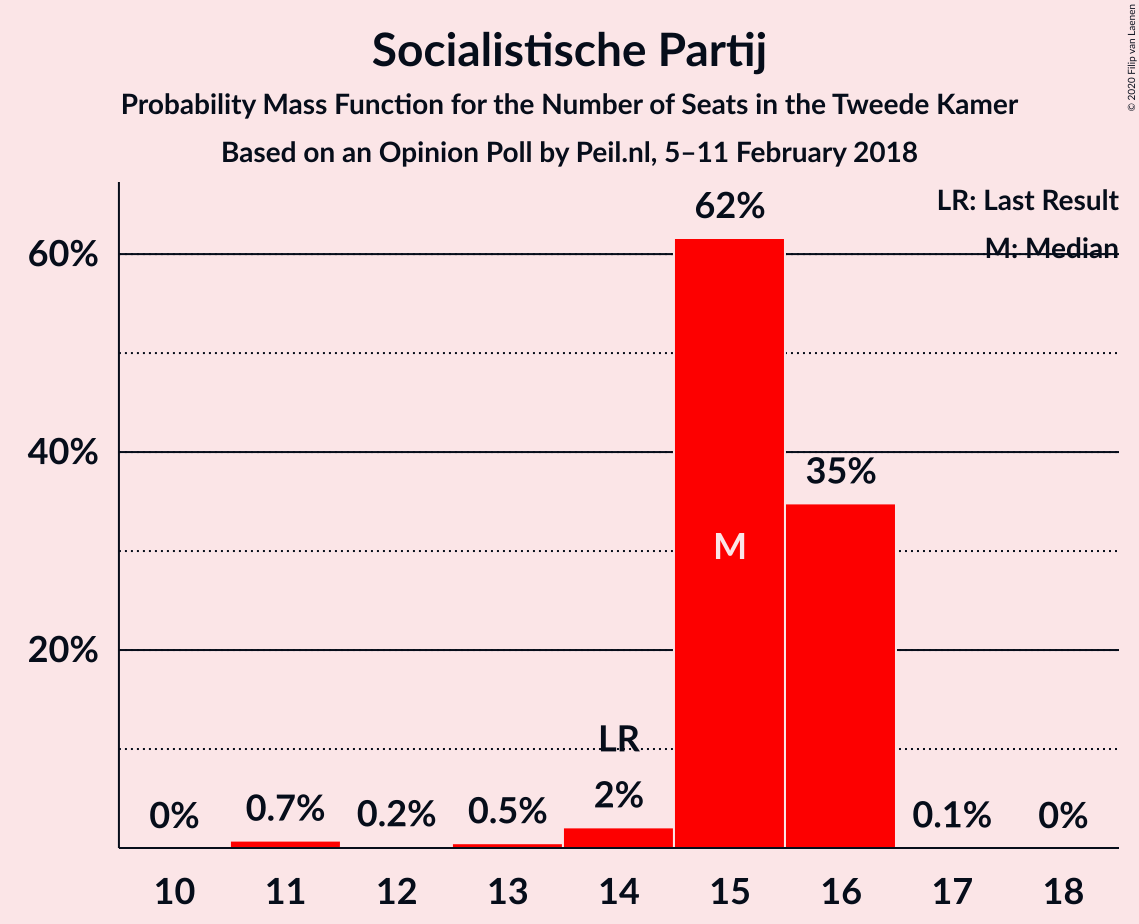 Socialistische Partij
Probability Mass Function for the Number of Seats in the Tweede Kamer
Based on an Opinion Poll by Peil.nl, 5–11 February 2018
© 2020 Filip van Laenen
LR: Last Result
M: Median
62%
60%
40%
35%
M
20%
LR
0%
0.7%
0.2%
0.5%
2%
0.1%
0%
10 11 12 13 14 15 16 17 18